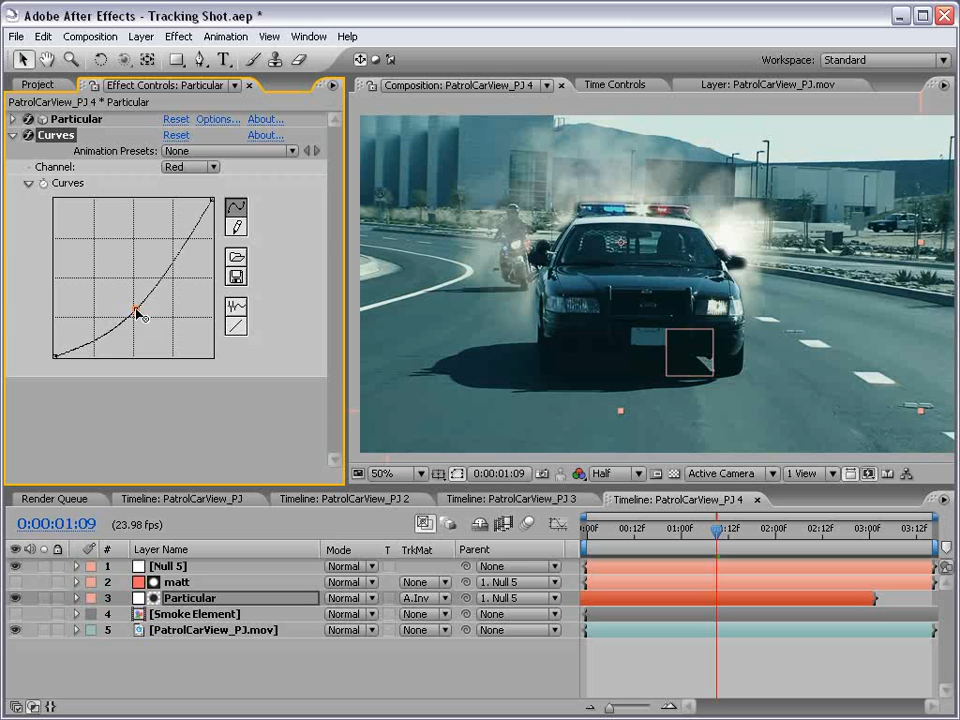 Adobe After Effects - Tracking Shot.aep *
File Edit Composition Layer Effect Animation View Window Help
Workspace: Standard
Project Effect Controls: Particular Composition: PatrolCarView_PJ 4 Time Controls Layer: PatrolCarView_PJ.mov
PatrolCarView_PJ 4 * Particular
Particular Reset Options... About...
Curves Reset About...
Animation Presets: None
Channel: Red
Curves
50% 0:00:01:09 Half Active Camera 1 View
Render Queue Timeline: PatrolCarView_PJ Timeline: PatrolCarView_PJ 2 Timeline: PatrolCarView_PJ 3 Timeline: PatrolCarView_PJ 4
0:00:01:09 (23.98 fps) :00f 00:12f 01:00f 01:12f 02:00f 02:12f 03:00f 03:12f
# Layer Name Mode T TrkMat Parent
1 [Null 5] Normal None
2 matt Normal None 1. Null 5
3 Particular Normal A.Inv 1. Null 5
4 [Smoke Element] Normal None None
5 [PatrolCarView_PJ.mov] Normal None None